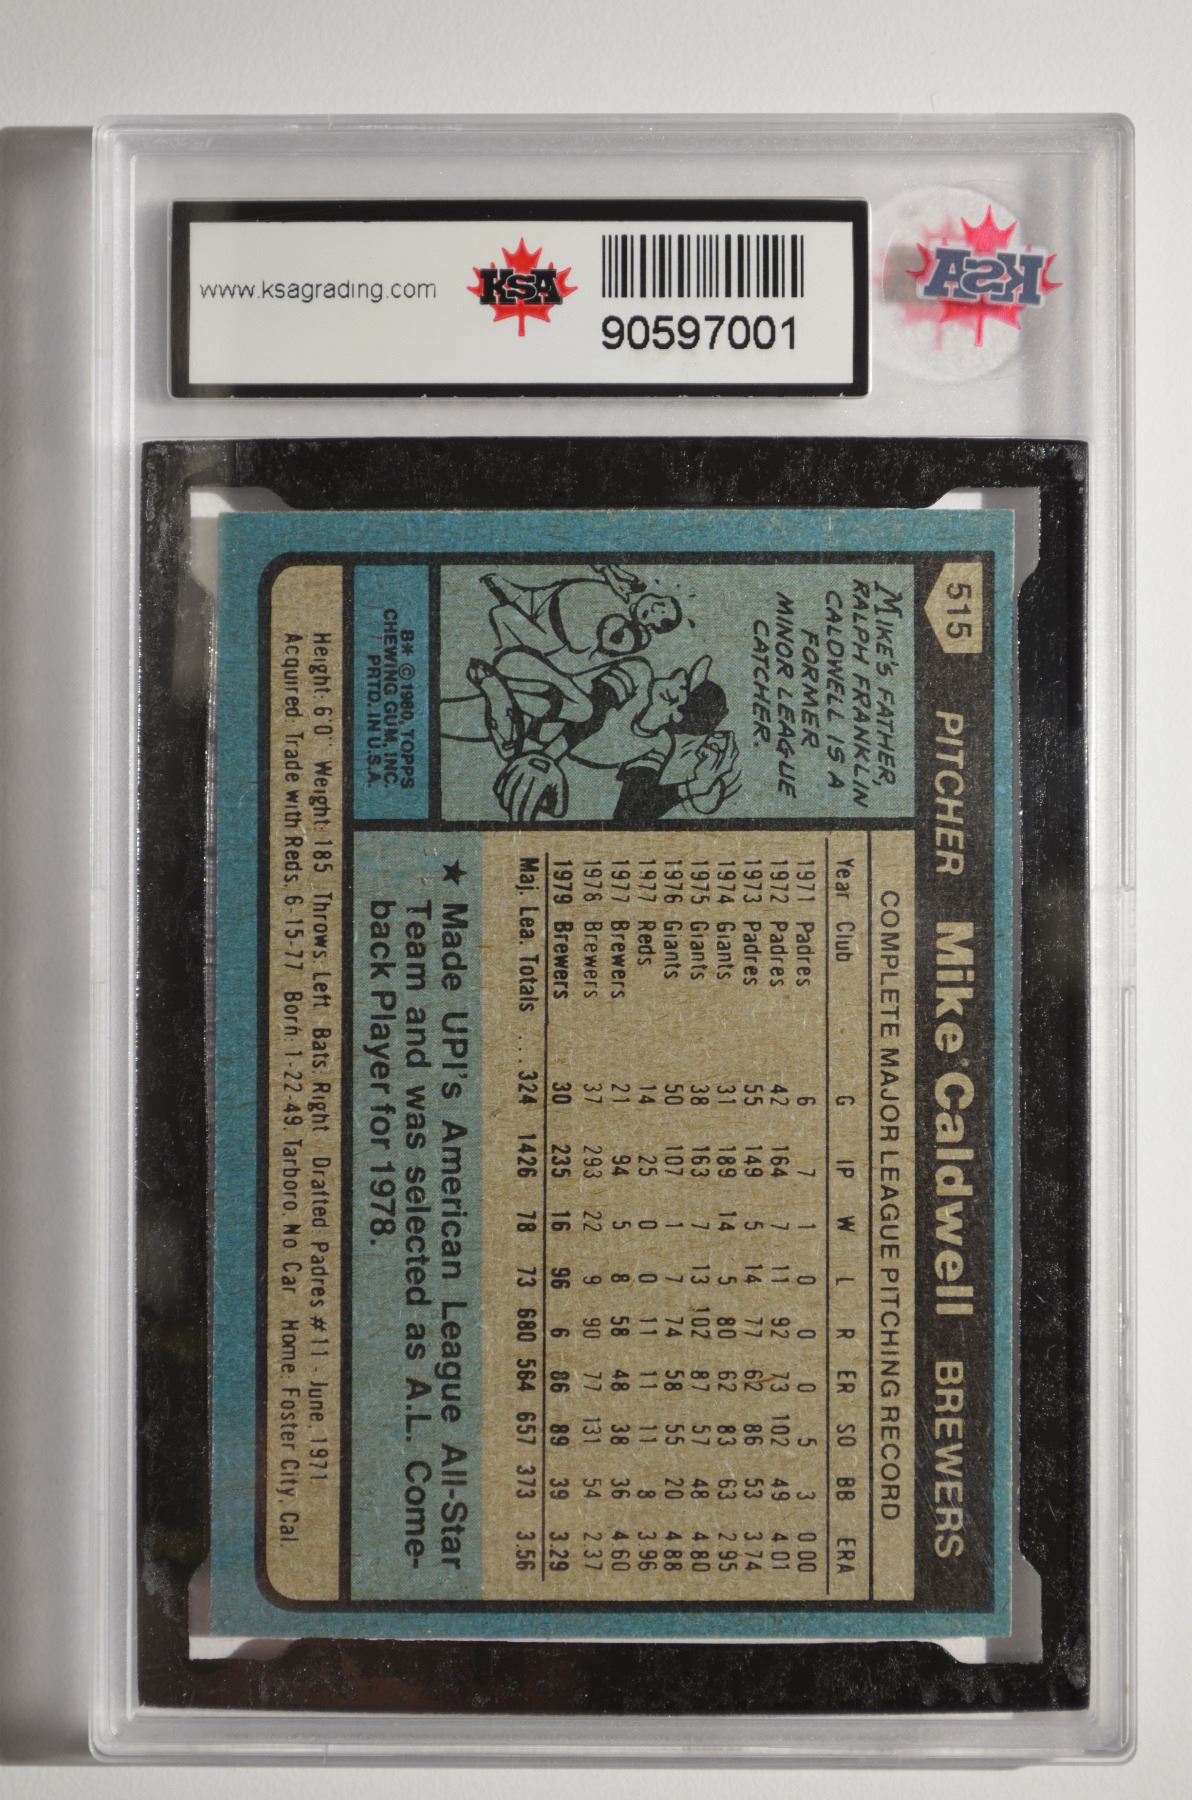 www.ksagrading.com
KSA
90597001
KSA
515 PITCHER Mike Caldwell BREWERS
MIKE'S FATHER,
RALPH FRANKLIN
CALDWELL IS A
FORMER
MINOR LEAGUE
CATCHER.
B* © 1980, TOPPS
CHEWING GUM, INC.
PRTD. IN U.S.A.
COMPLETE MAJOR LEAGUE PITCHING RECORD
Year Club G IP W L R ER SO BB ERA
1971 Padres 6 7 1 0 0 0 5 3 0.00
1972 Padres 42 164 7 11 92 73 102 49 4.01
1973 Padres 55 149 5 14 77 62 86 53 3.74
1974 Giants 31 189 14 5 80 62 83 63 2.95
1975 Giants 38 163 7 13 102 87 57 48 4.80
1976 Giants 50 107 1 7 74 58 55 20 4.88
1977 Reds 14 25 0 0 11 11 11 8 3.96
1977 Brewers 21 94 5 8 58 48 38 36 4.60
1978 Brewers 37 293 22 9 90 77 131 54 2.37
1979 Brewers 30 235 16 96 6 86 89 39 3.29
Maj. Lea. Totals ....324 1426 78 73 680 564 657 373 3.56
★ Made UPI's American League All-Star
Team and was selected as A.L. Come-
back Player for 1978.
Height: 6'0" Weight: 185 Throws: Left Bats: Right Drafted: Padres #11 - June, 1971.
Acquired: Trade with Reds, 6-15-77 Born: 1-22-49, Tarboro, No. Car. Home: Foster City, Cal.